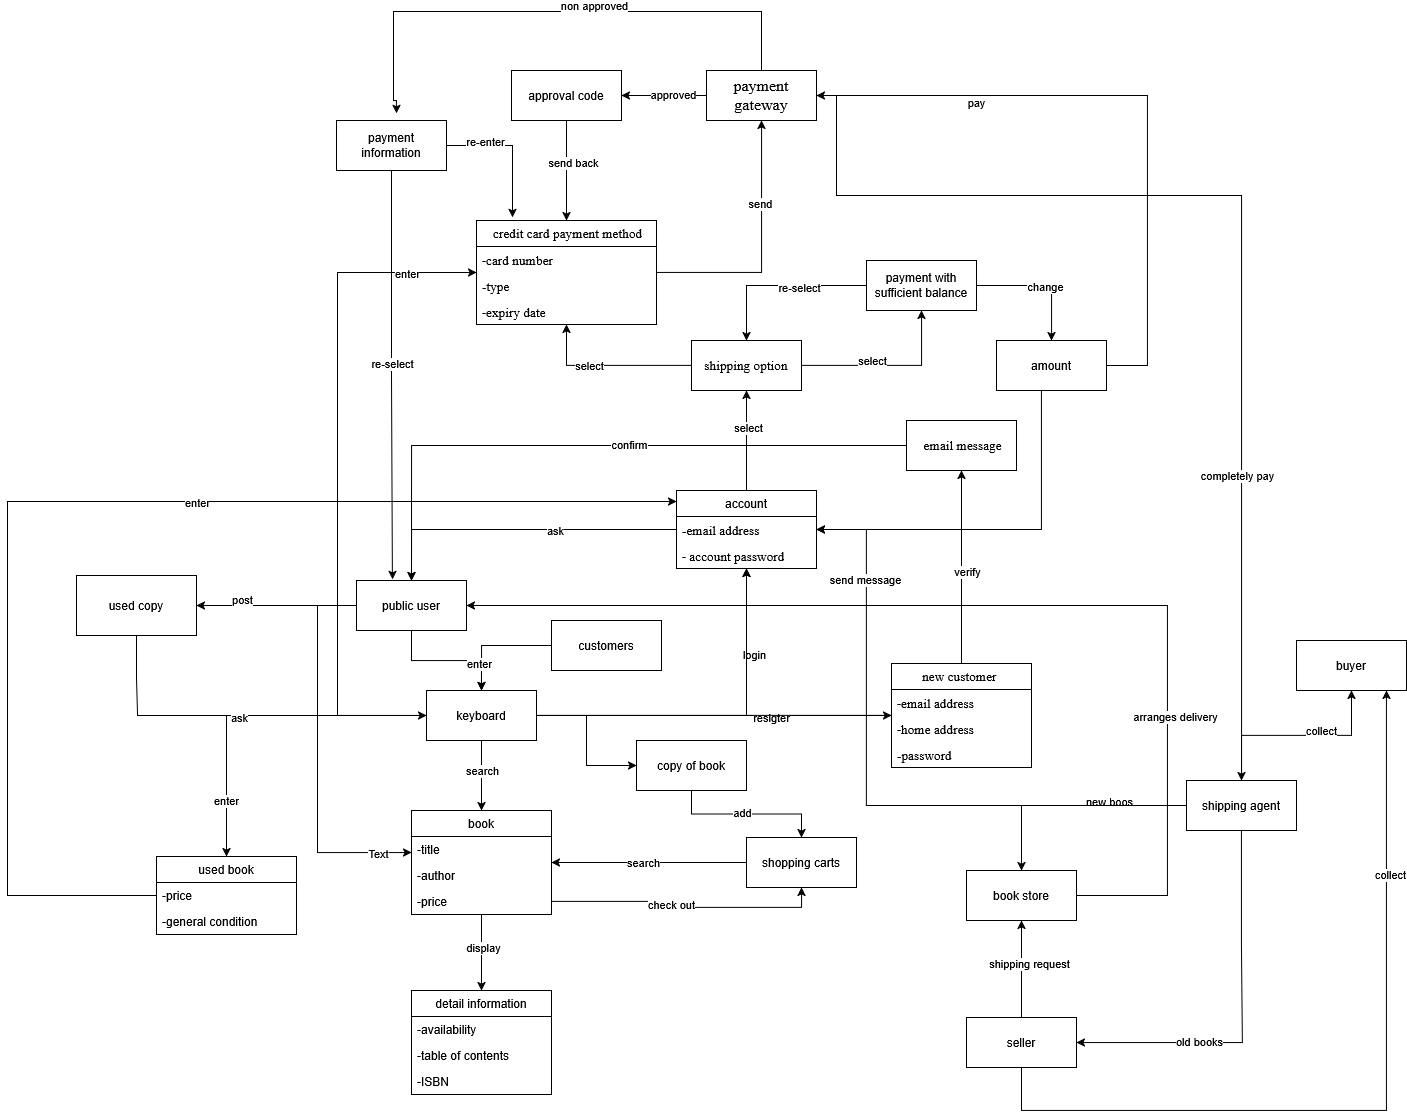 non approved
payment
gateway
approval code
approved
pay
payment
information
re-enter
send back
send
credit card payment method
-card number
-type
-expiry date
enter
payment with
sufficient balance
re-select
change
re-select
select
shipping option
select
amount
select
confirm
email message
completely pay
enter
account
-email address
- account password
ask
send message
verify
used copy
post
public user
customers
enter
login
new customer
-email address
-home address
-password
buyer
ask
keyboard
resigter
arranges delivery
collect
search
copy of book
enter
add
new boos
shipping agent
book
-title
-author
-price
Text
search
shopping carts
check out
used book
-price
-general condition
book store
collect
display
shipping request
detail information
-availability
-table of contents
-ISBN
seller
old books